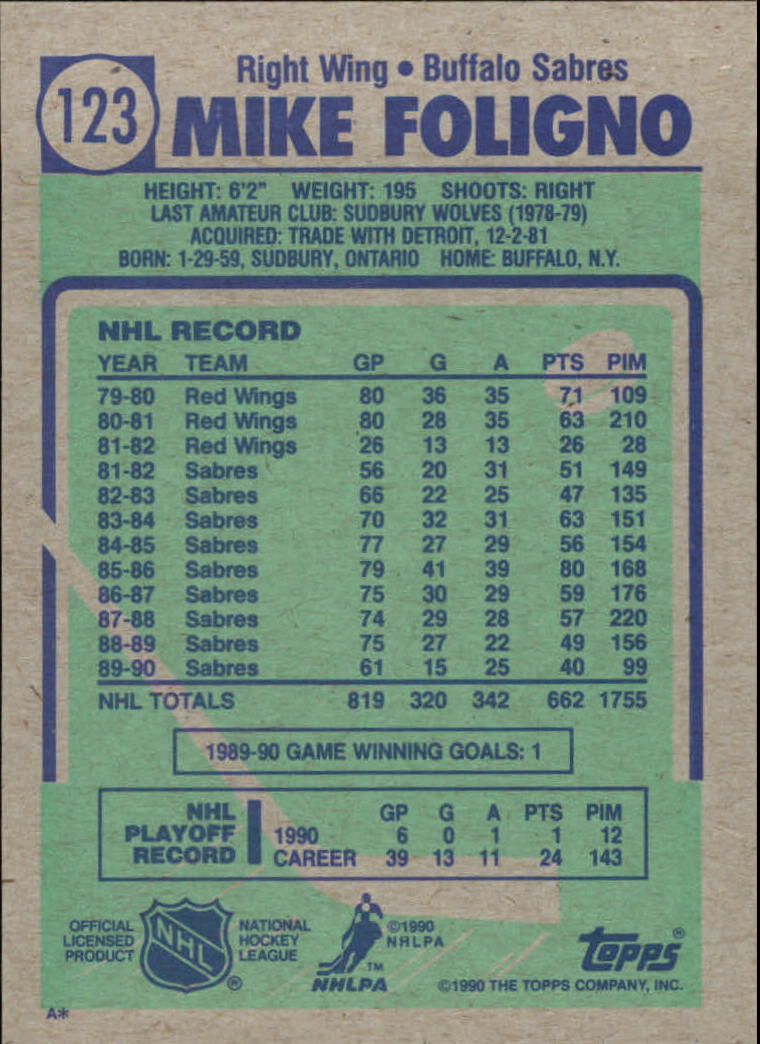 123
Right Wing • Buffalo Sabres
MIKE FOLIGNO
HEIGHT: 6'2" WEIGHT: 195 SHOOTS: RIGHT
LAST AMATEUR CLUB: SUDBURY WOLVES (1978-79)
ACQUIRED: TRADE WITH DETROIT, 12-2-81
BORN: 1-29-59, SUDBURY, ONTARIO HOME: BUFFALO, N.Y.
NHL RECORD
YEAR TEAM GP G A PTS PIM
79-80 Red Wings 80 36 35 71 109
80-81 Red Wings 80 28 35 63 210
81-82 Red Wings 26 13 13 26 28
81-82 Sabres 56 20 31 51 149
82-83 Sabres 66 22 25 47 135
83-84 Sabres 70 32 31 63 151
84-85 Sabres 77 27 29 56 154
85-86 Sabres 79 41 39 80 168
86-87 Sabres 75 30 29 59 176
87-88 Sabres 74 29 28 57 220
88-89 Sabres 75 27 22 49 156
89-90 Sabres 61 15 25 40 99
NHL TOTALS 819 320 342 662 1755
1989-90 GAME WINNING GOALS: 1
NHL PLAYOFF RECORD
GP G A PTS PIM
1990 6 0 1 1 12
CAREER 39 13 11 24 143
OFFICIAL
LICENSED
PRODUCT
NHL ®
NATIONAL
HOCKEY
LEAGUE
TM
NHLPA
©1990
NHLPA
Topps ®
©1990 THE TOPPS COMPANY, INC.
A*